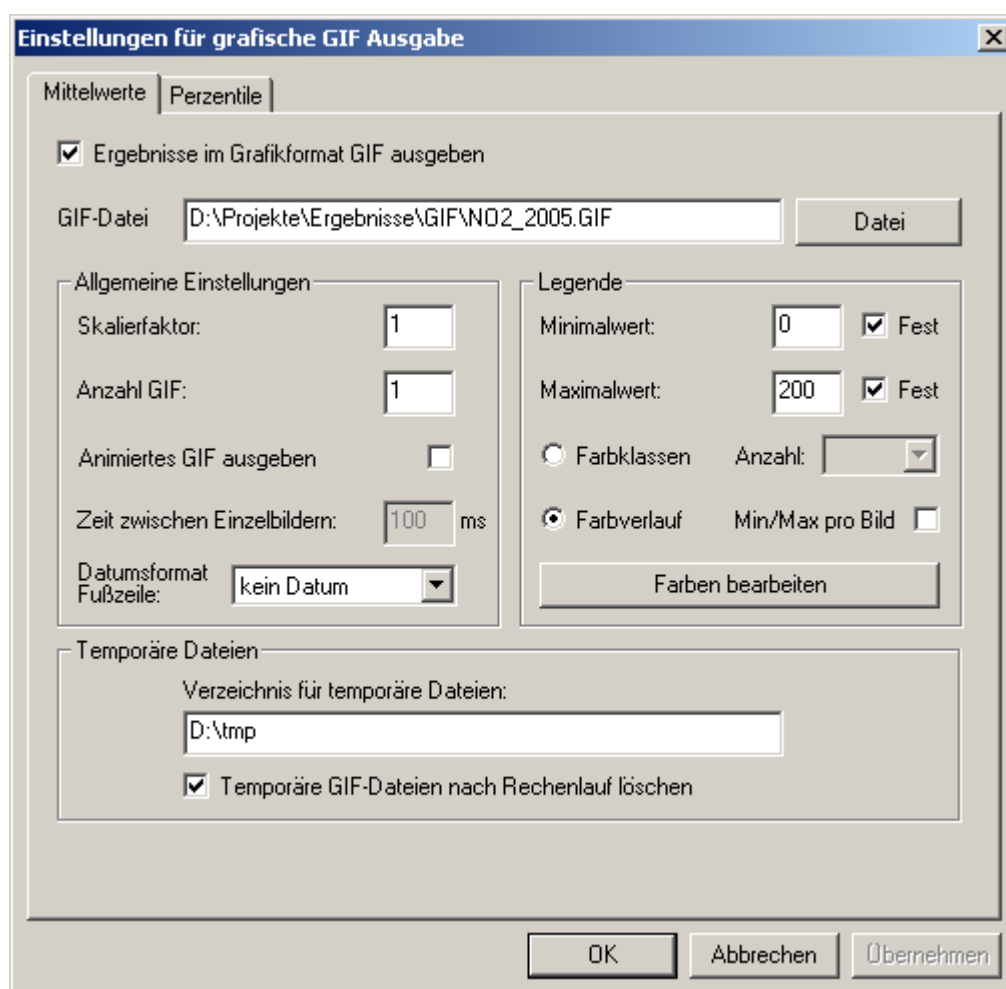 Einstellungen für grafische GIF Ausgabe
Mittelwerte Perzentile
Ergebnisse im Grafikformat GIF ausgeben
GIF-Datei D:\Projekte\Ergebnisse\GIF\NO2_2005.GIF Datei
Allgemeine Einstellungen
Skalierfaktor: 1
Anzahl GIF: 1
Animiertes GIF ausgeben
Zeit zwischen Einzelbildern: 100 ms
Datumsformat
Fußzeile: kein Datum
Legende
Minimalwert: 0 Fest
Maximalwert: 200 Fest
Farbklassen Anzahl:
Farbverlauf Min/Max pro Bild
Farben bearbeiten
Temporäre Dateien
Verzeichnis für temporäre Dateien:
D:\tmp
Temporäre GIF-Dateien nach Rechenlauf löschen
OK Abbrechen Übernehmen